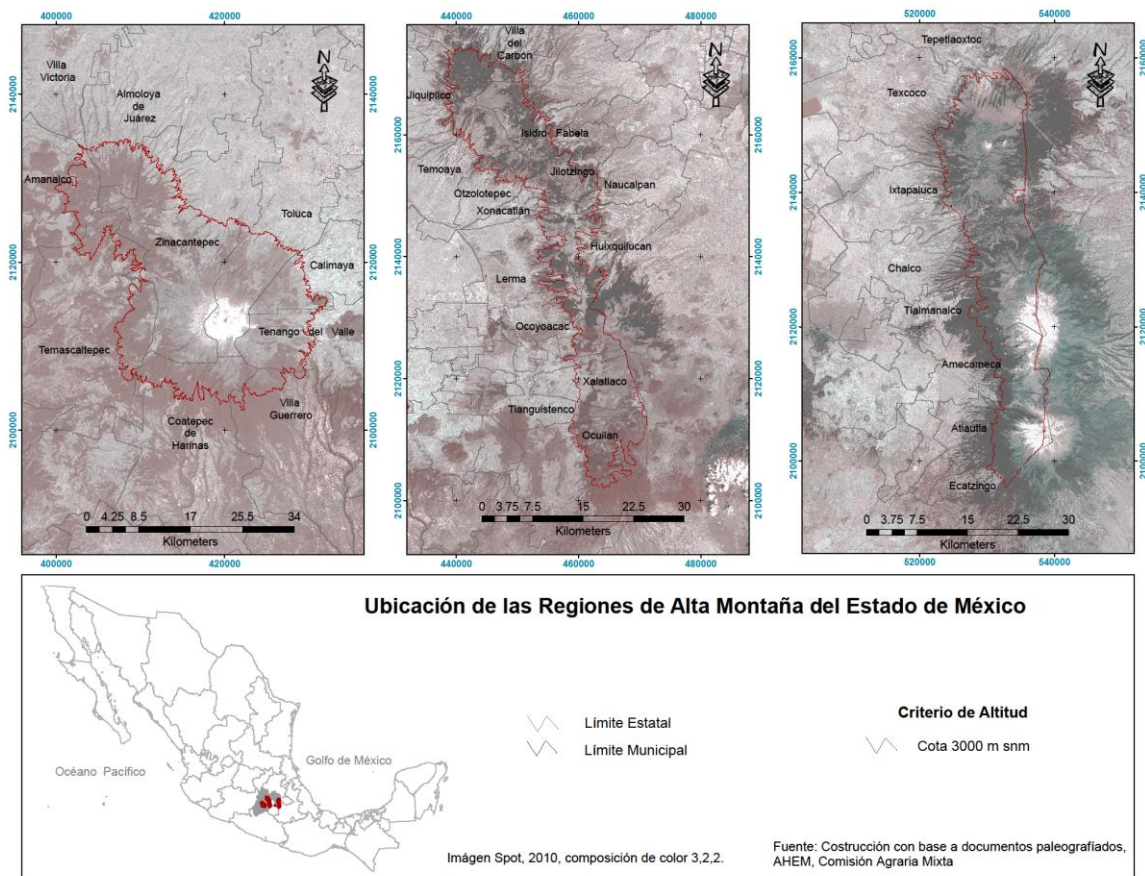 400000
420000
2140000
2120000
2100000
N
Villa
Victoria
Almoloya
de
Juarez
Amanalco
Toluca
Zinacantepec
Calimaya
Tenango del Valle
Temascaltepec
Villa
Guerrero
Coatepec
de
Harinas
0 4.25 8.5 17 25.5 34
Kilometers
400000
420000
440000
460000
480000
2160000
2140000
2120000
2100000
N
Villa
del
Carbón
Jiquipilco
Isidro Fabela
Temoaya
Jilotzingo
Otzolotepec
Naucalpan
Xonacatlán
Huixquilucan
Lerma
Ocoyoacac
Xalatlaco
Tianguistenco
Ocuilan
0 3.75 7.5 15 22.5 30
Kilometers
440000
460000
480000
520000
540000
2160000
2140000
2120000
2100000
N
Tepetlaoxtoc
Texcoco
Ixtapaluca
Chalco
Tlalmanalco
Amecameca
Atlautla
Ecatzingo
0 3.75 7.5 15 22.5 30
Kilometers
520000
540000
Ubicación de las Regiones de Alta Montaña del Estado de México
Océano Pacífico
Golfo de México
Límite Estatal
Límite Municipal
Criterio de Altitud
Cota 3000 m snm
Imágen Spot, 2010, composición de color 3,2,2.
Fuente: Costrucción con base a documentos paleografíados,
AHEM, Comisión Agraria Mixta